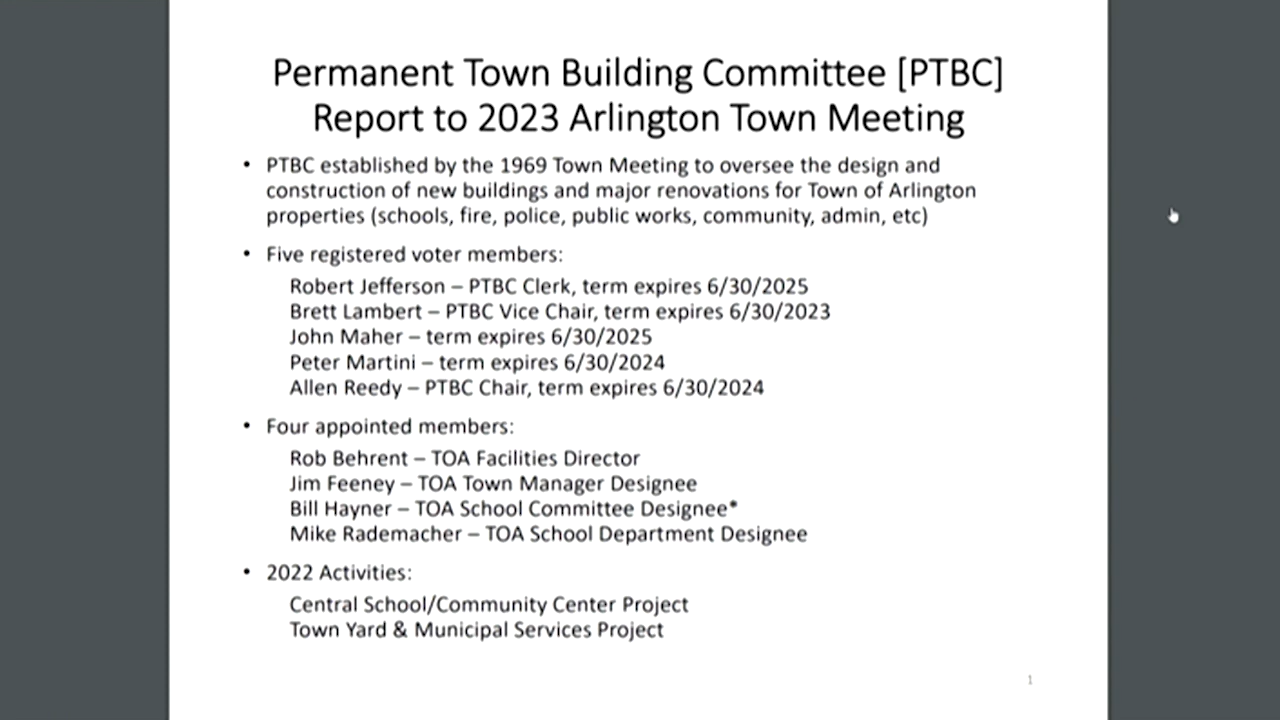 Permanent Town Building Committee [PTBC]
Report to 2023 Arlington Town Meeting
• PTBC established by the 1969 Town Meeting to oversee the design and
construction of new buildings and major renovations for Town of Arlington
properties (schools, fire, police, public works, community, admin, etc)
• Five registered voter members:
Robert Jefferson – PTBC Clerk, term expires 6/30/2025
Brett Lambert – PTBC Vice Chair, term expires 6/30/2023
John Maher – term expires 6/30/2025
Peter Martini – term expires 6/30/2024
Allen Reedy – PTBC Chair, term expires 6/30/2024
• Four appointed members:
Rob Behrent – TOA Facilities Director
Jim Feeney – TOA Town Manager Designee
Bill Hayner – TOA School Committee Designee*
Mike Rademacher – TOA School Department Designee
• 2022 Activities:
Central School/Community Center Project
Town Yard & Municipal Services Project
1